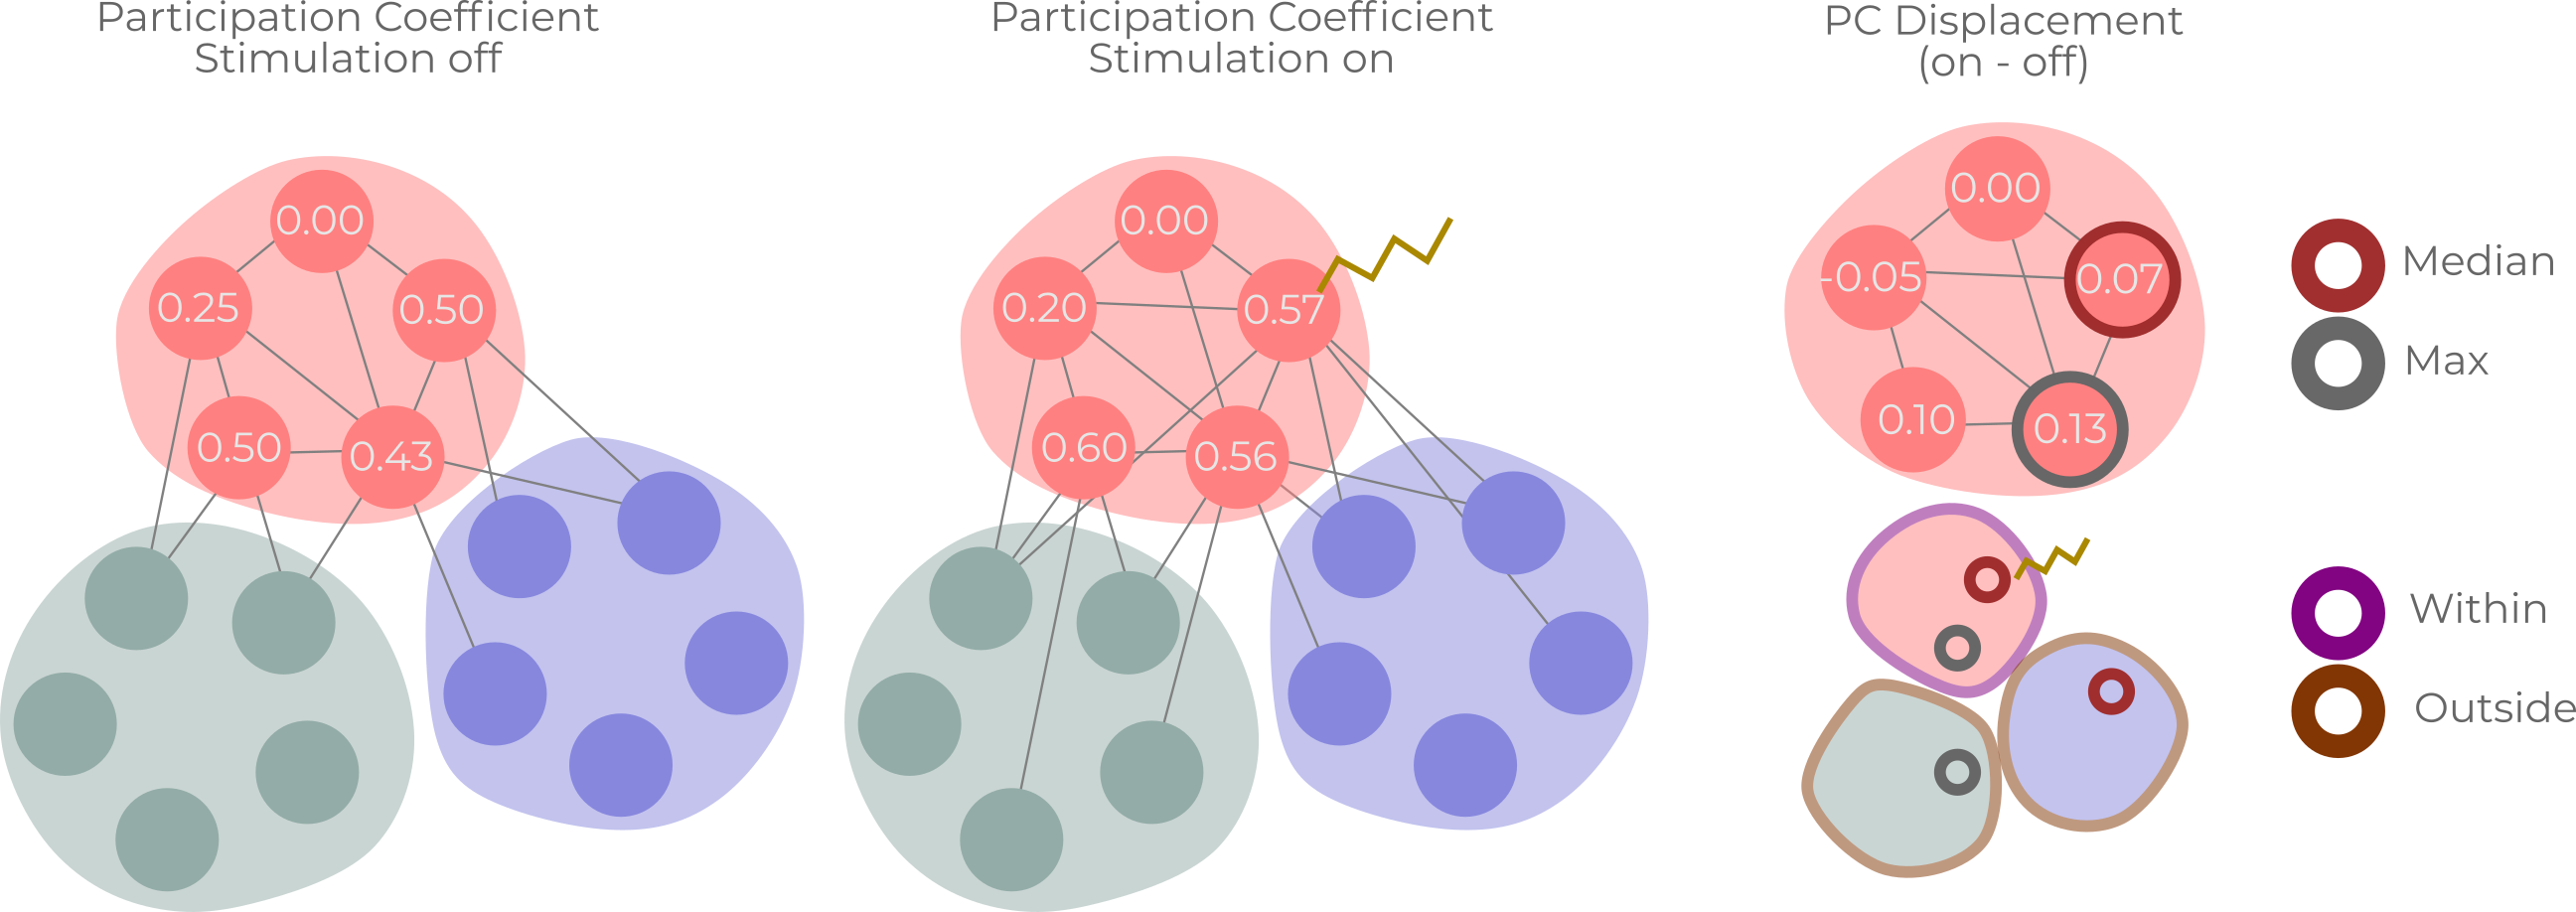 Participation Coefficient
Stimulation off
0.00
0.25
0.50
0.50
0.43
Participation Coefficient
Stimulation on
0.00
0.20
0.57
0.60
0.56
PC Displacement
(on - off)
0.00
-0.05
0.07
0.10
0.13
Median
Max
Within
Outside